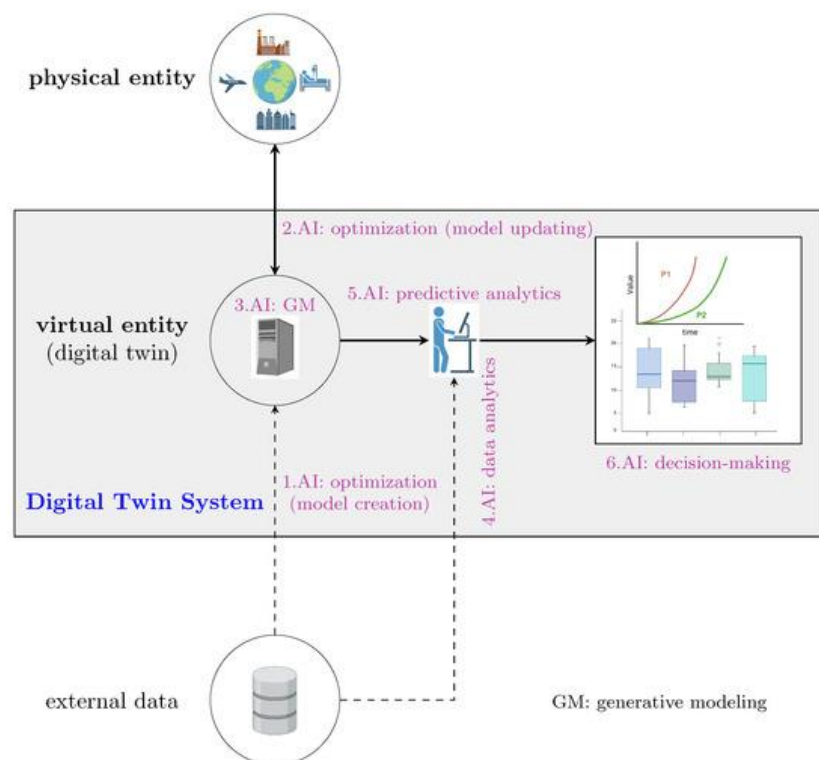 physical entity
2.AI: optimization (model updating)
3.AI: GM
5.AI: predictive analytics
virtual entity
(digital twin)
Value
P1
P2
time
6.AI: decision-making
4.AI: data analytics
1.AI: optimization
(model creation)
Digital Twin System
external data
GM: generative modeling